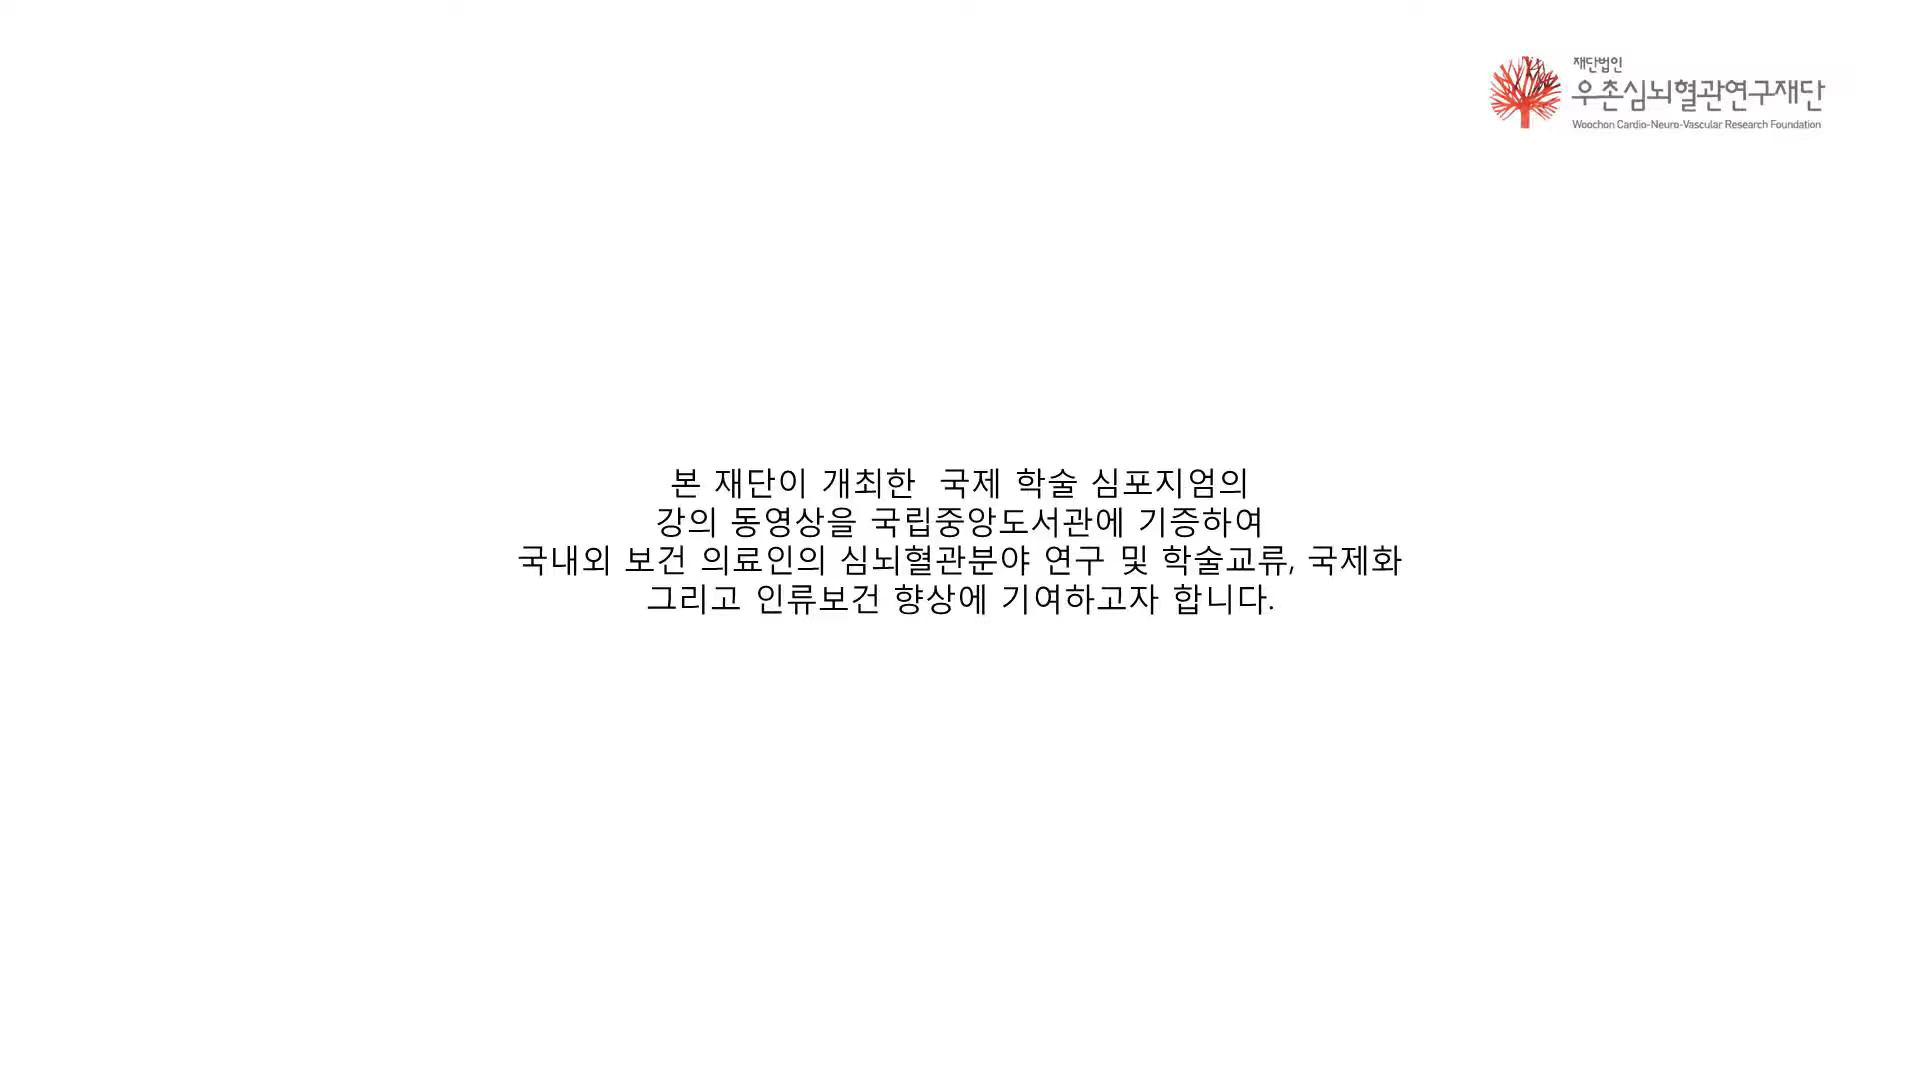 재단법인
우촌심뇌혈관연구재단
Woochon Cardio-Neuro-Vascular Research Foundation
본 재단이 개최한 국제 학술 심포지엄의
강의 동영상을 국립중앙도서관에 기증하여
국내외 보건 의료인의 심뇌혈관분야 연구 및 학술교류, 국제화
그리고 인류보건 향상에 기여하고자 합니다.